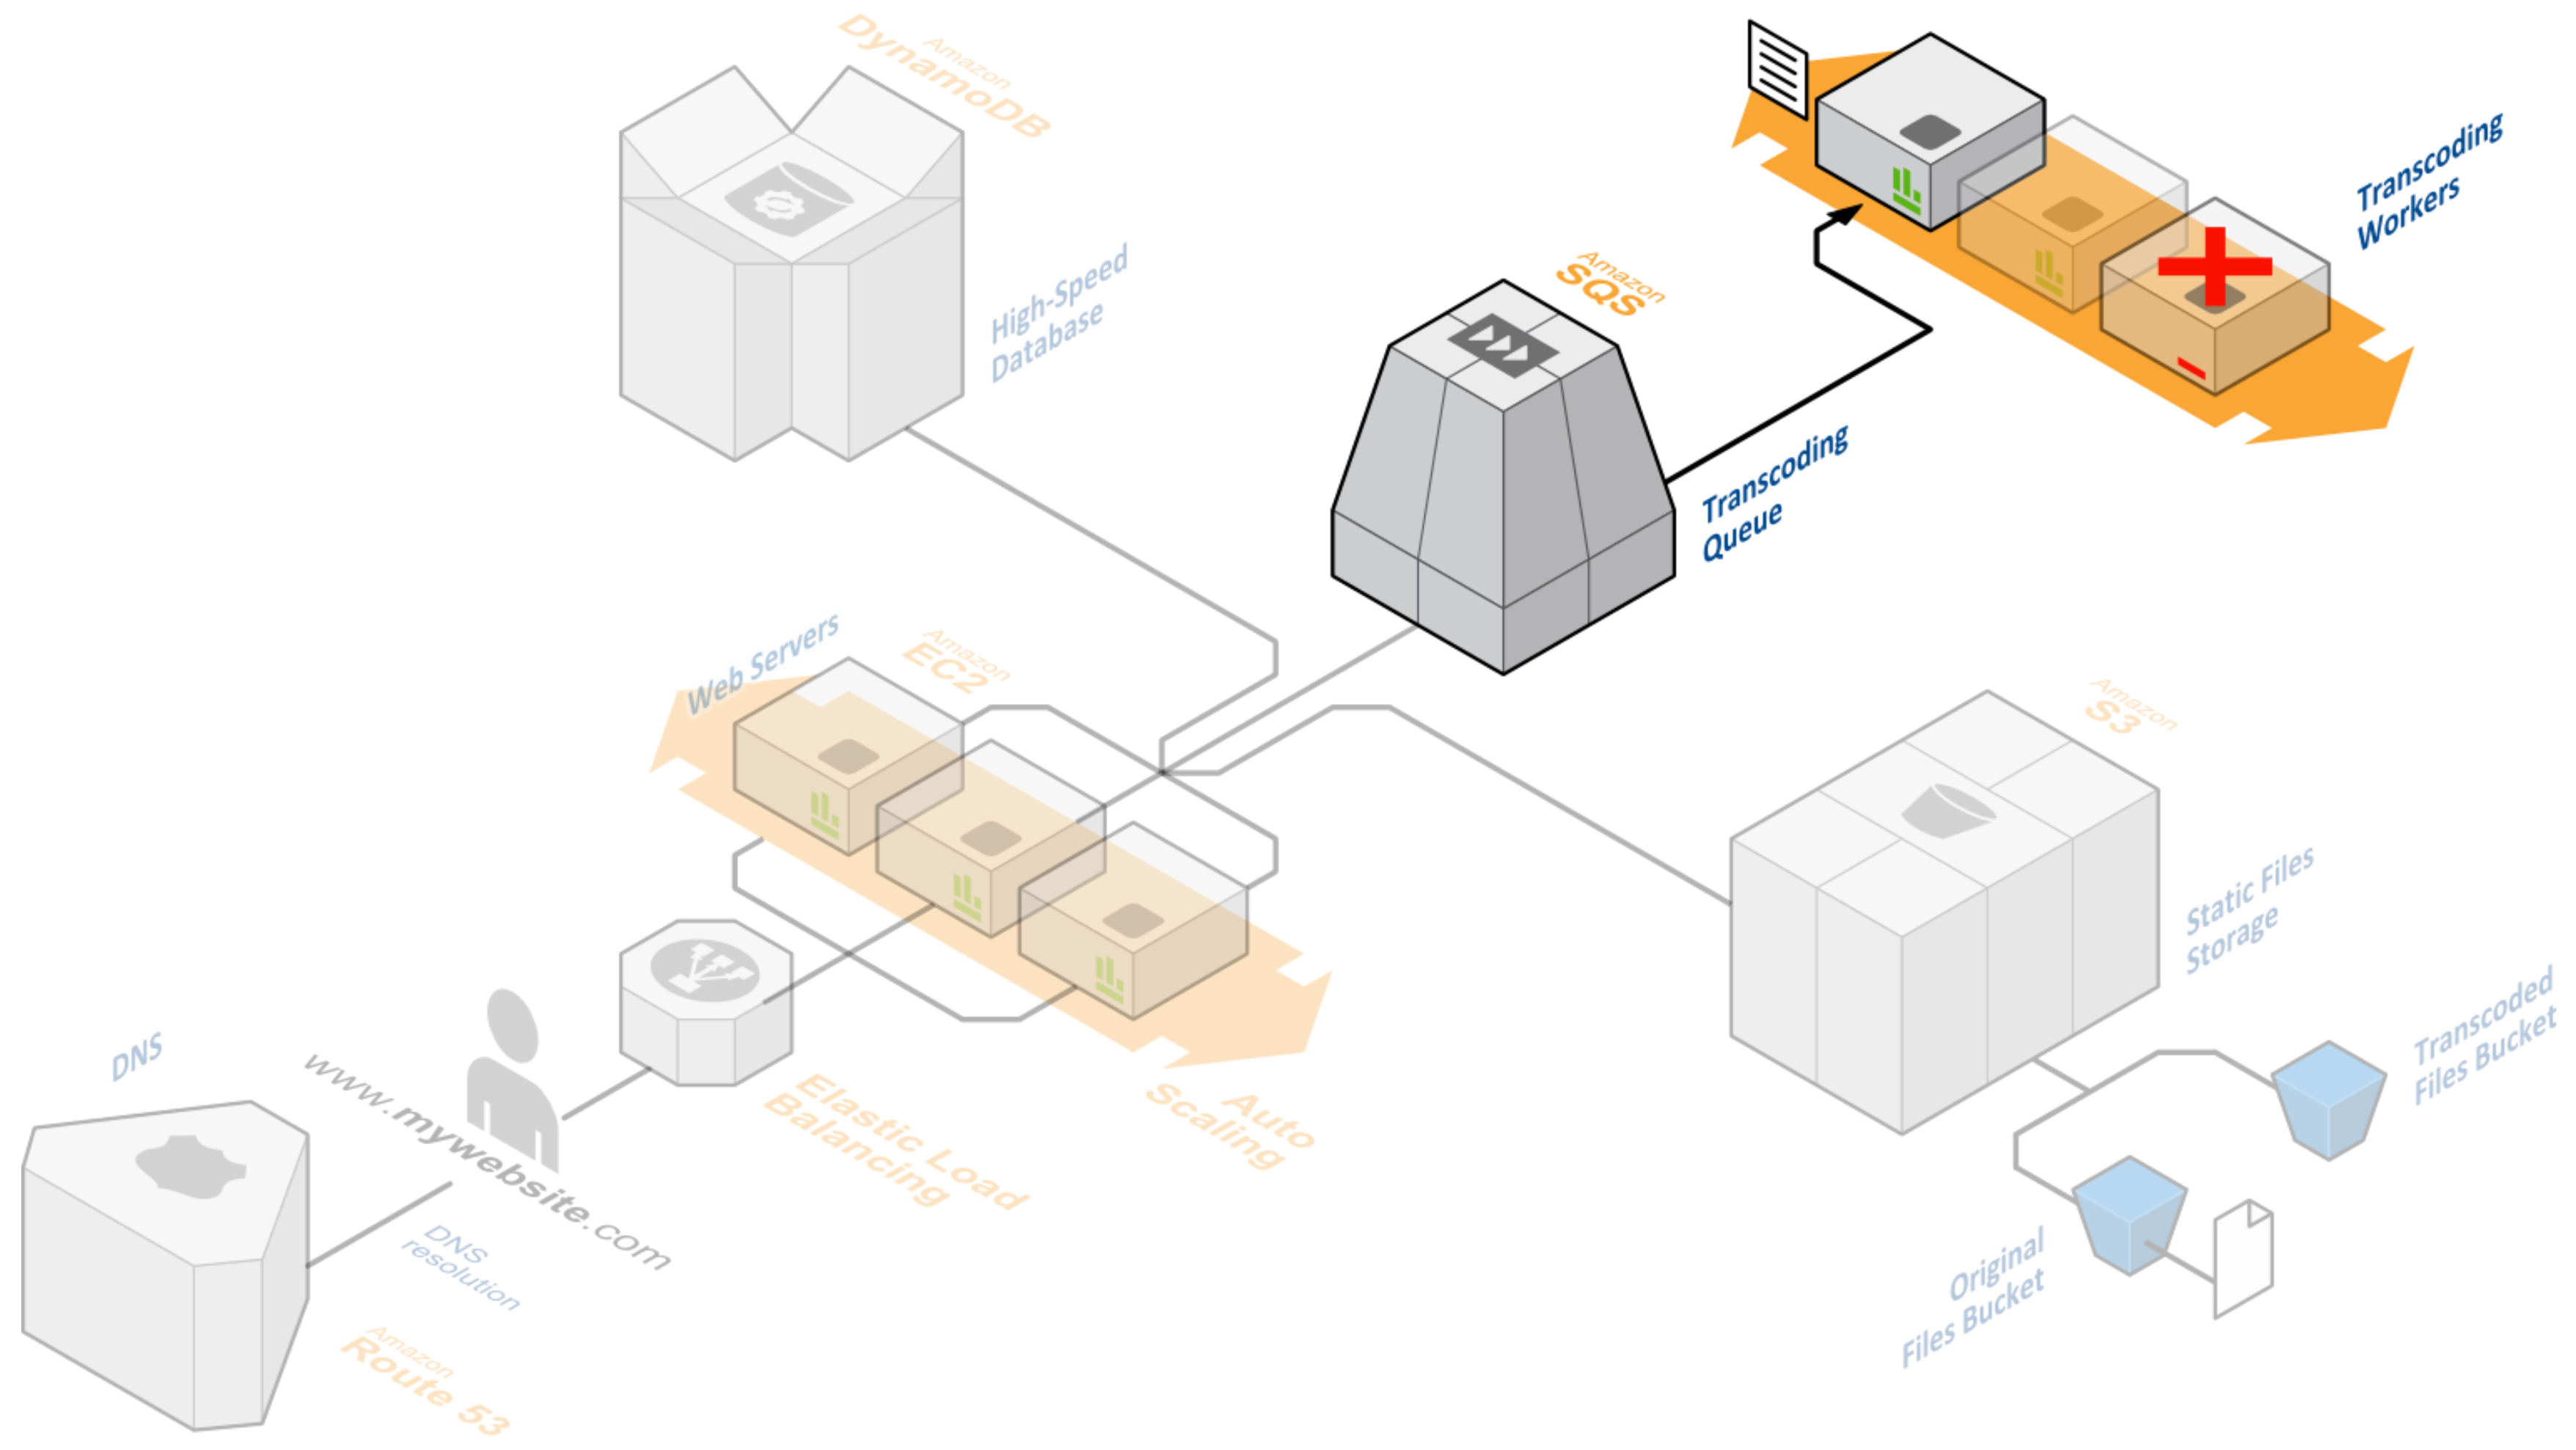 Amazon
DynamoDB
High-Speed
Database
Transcoding
Workers
Amazon
SQS
Transcoding
Queue
Web Servers
Amazon
EC2
Amazon
S3
Static Files
Storage
Transcoded
Files Bucket
Original
Files Bucket
Auto
Scaling
Elastic Load
Balancing
DNS
www.mywebsite.com
DNS
resolution
Amazon
Route 53